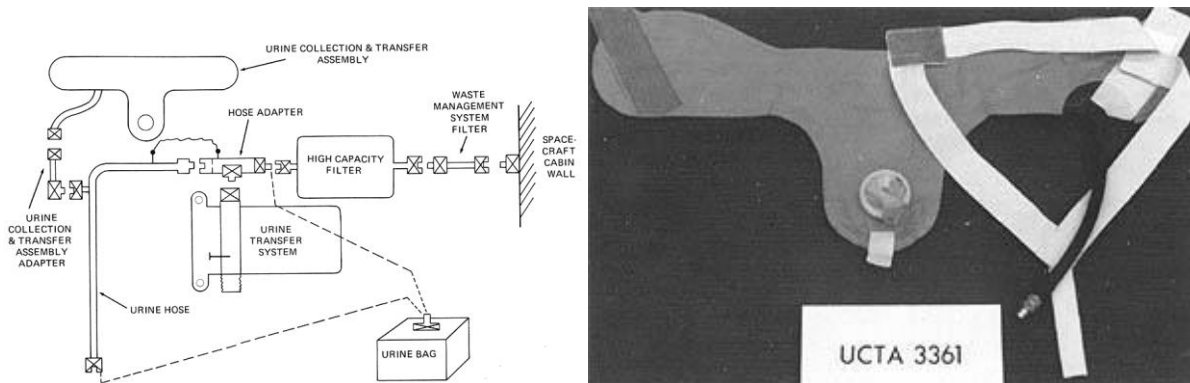 URINE COLLECTION & TRANSFER
ASSEMBLY
HOSE ADAPTER
WASTE
MANAGEMENT
SYSTEM
FILTER
HIGH CAPACITY
FILTER
SPACE-
CRAFT
CABIN
WALL
URINE
COLLECTION
& TRANSFER
ASSEMBLY
ADAPTER
URINE
TRANSFER
SYSTEM
URINE HOSE
URINE BAG
UCTA 3361